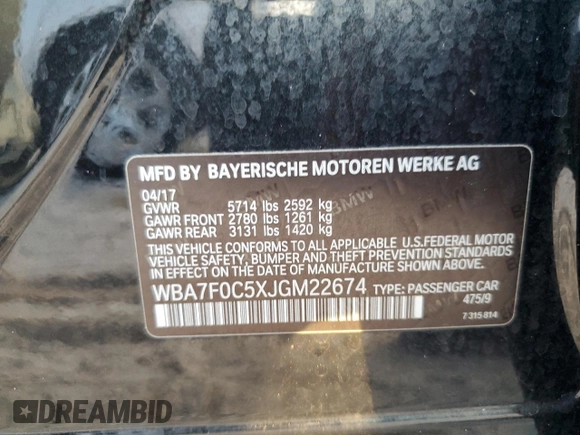 MFD BY BAYERISCHE MOTOREN WERKE AG
04/17
GVWR 5714 lbs 2592 kg
GAWR FRONT 2780 lbs 1261 kg
GAWR REAR 3131 lbs 1420 kg
THIS VEHICLE CONFORMS TO ALL APPLICABLE U.S.FEDERAL MOTOR
VEHICLE SAFETY, BUMPER AND THEFT PREVENTION STANDARDS IN
EFFECT ON THE DATE OF MANUFACTURE SHOWN ABOVE.
WBA7F0C5XJGM22674 TYPE: PASSENGER CAR
475/9
7 315 814
BMW
DREAMBID